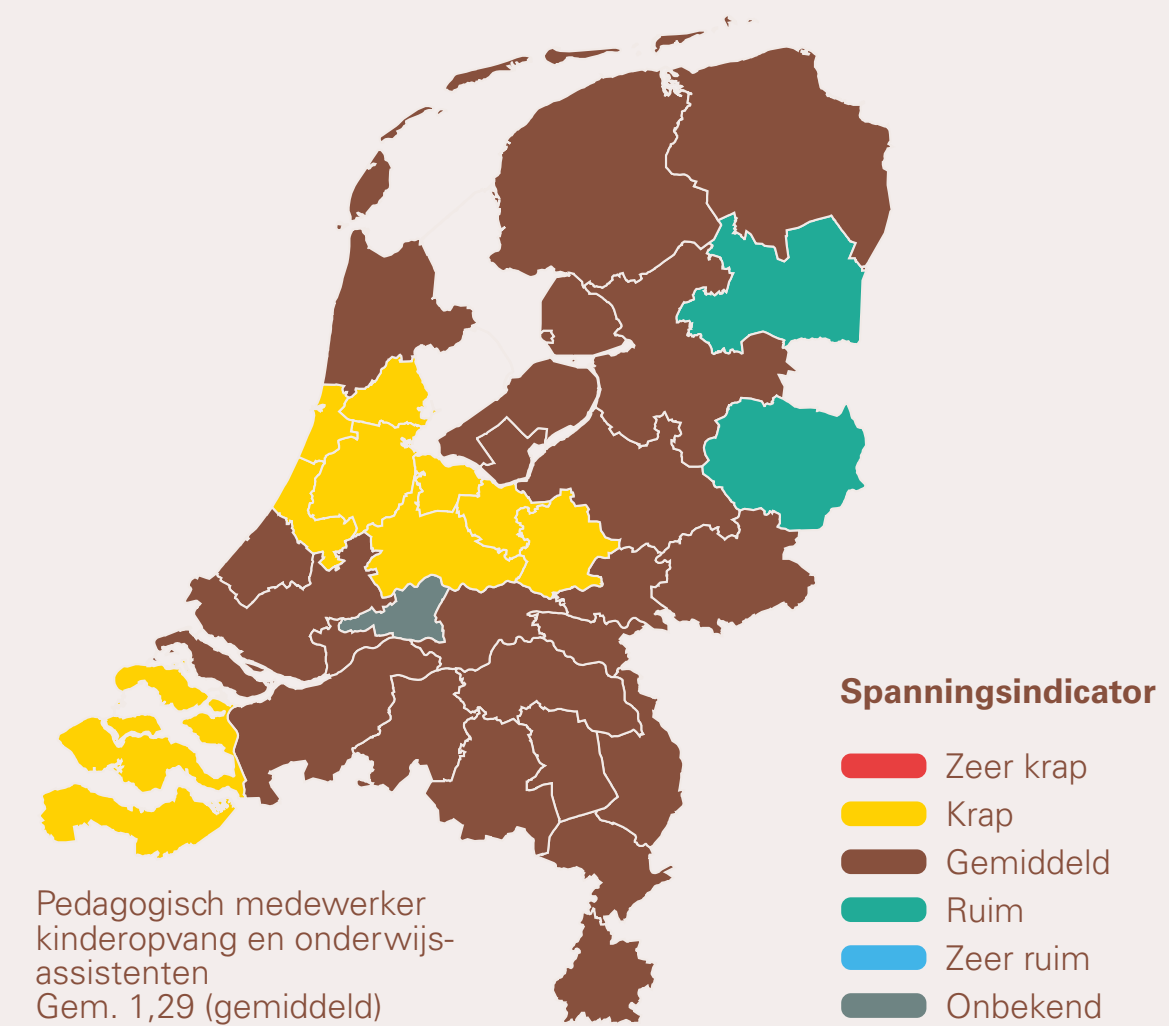 Spanningsindicator
Zeer krap
Krap
Gemiddeld
Ruim
Zeer ruim
Onbekend
Pedagogisch medewerker
kinderopvang en onderwijs-
assistenten
Gem. 1,29 (gemiddeld)